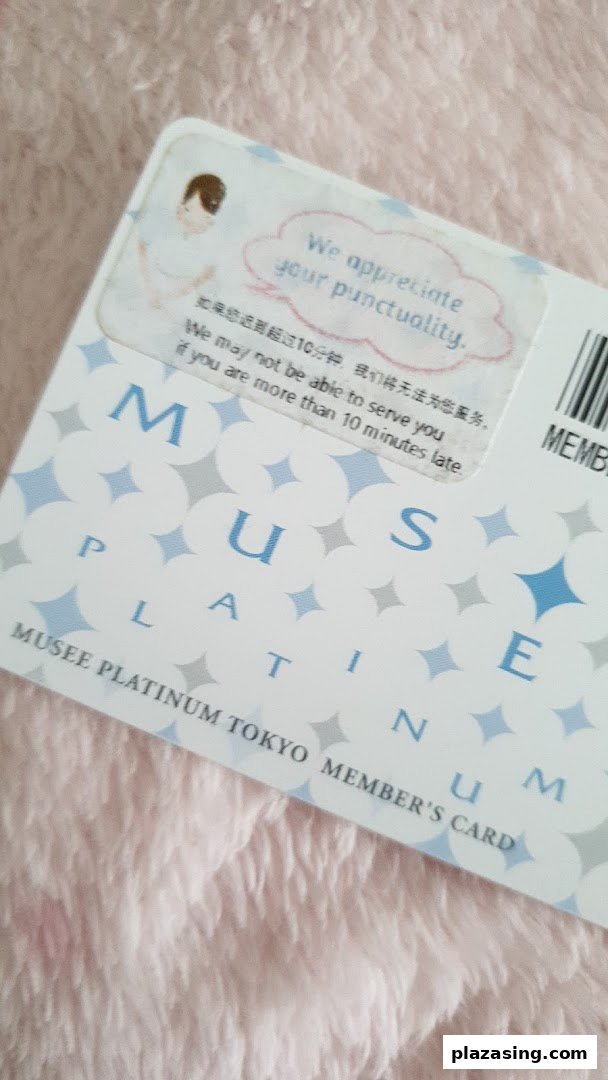 We appreciate
your punctuality.
如果您迟到超过10分钟，我们将无法为您服务。
We may not be able to serve you
if you are more than 10 minutes late.
MUSE
PLATINUM
MUSEE PLATINUM TOKYO MEMBER'S CARD
plazasing.com